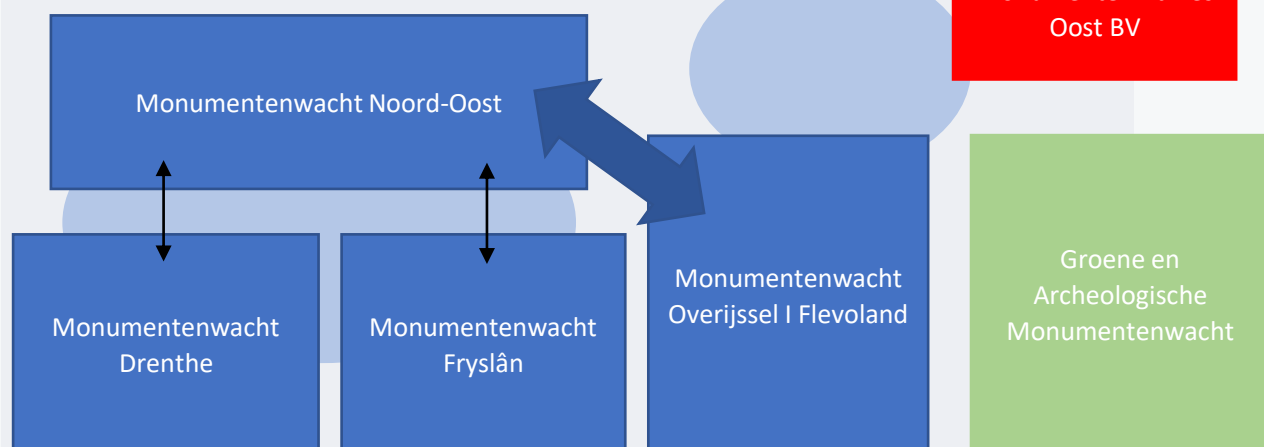 Oost BV
Monumentenwacht Noord-Oost
Monumentenwacht
Drenthe
Monumentenwacht
Fryslân
Monumentenwacht
Overijssel I Flevoland
Groene en
Archeologische
Monumentenwacht